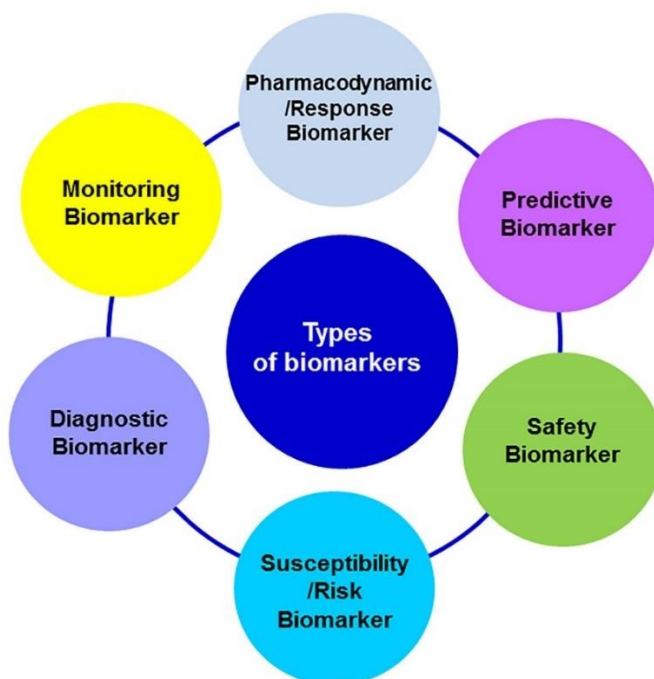 Pharmacodynamic
/Response
Biomarker
Monitoring
Biomarker
Predictive
Biomarker
Types
of biomarkers
Diagnostic
Biomarker
Safety
Biomarker
Susceptibility
/Risk
Biomarker